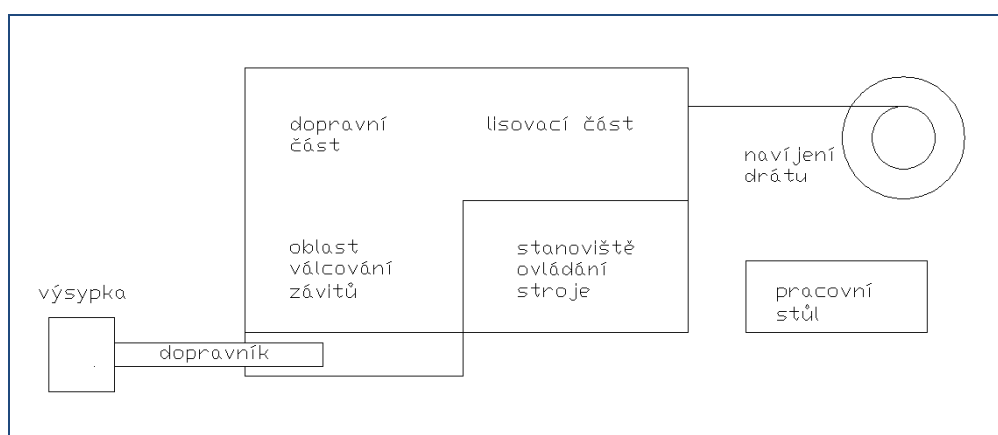 dopravní
část
lisovací část
navíjení
drátu
oblast
válcování
závitů
stanoviště
ovládání
stroje
výsypka
pracovní
stůl
dopravník